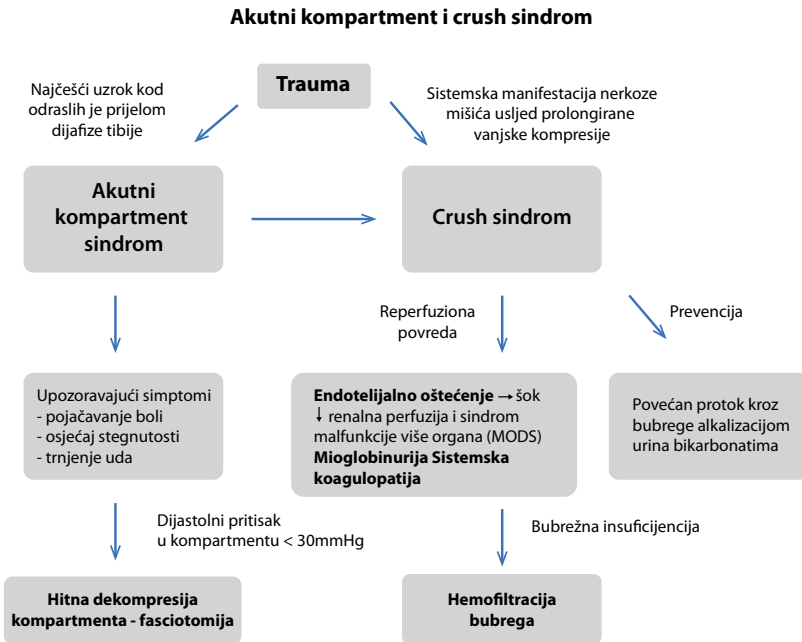 Akutni kompartment i crush sindrom
Trauma
Najčešći uzrok kod
odraslih je prijelom
dijafize tibije
Sistemska manifestacija nerkoze
mišića usljed prolongirane
vanjske kompresije
Akutni
kompartment
sindrom
Crush sindrom
Reperfuziona
povreda
Prevencija
Upozoravajući simptomi
- pojačavanje boli
- osjećaj stegnutosti
- trnjenje uda
Endotelijalno oštećenje → šok
↓ renalna perfuzija i sindrom
malfunkcije više organa (MODS)
Mioglobinurija Sistemska
koagulopatija
Povećan protok kroz
bubrege alkalizacijom
urina bikarbonatima
Dijastolni pritisak
u kompartmentu < 30mmHg
Bubrežna insuficijencija
Hitna dekompresija
kompartmenta - fasciotomija
Hemofiltracija
bubrega